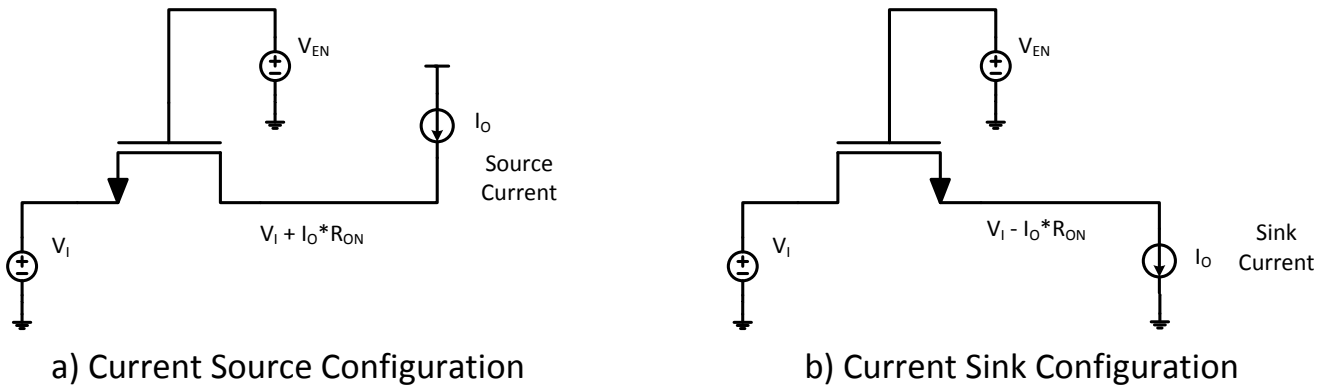 V_EN
I_O
Source
Current
V_I + I_O*R_ON
V_I
a) Current Source Configuration
V_EN
V_I - I_O*R_ON
V_I
I_O
Sink
Current
b) Current Sink Configuration